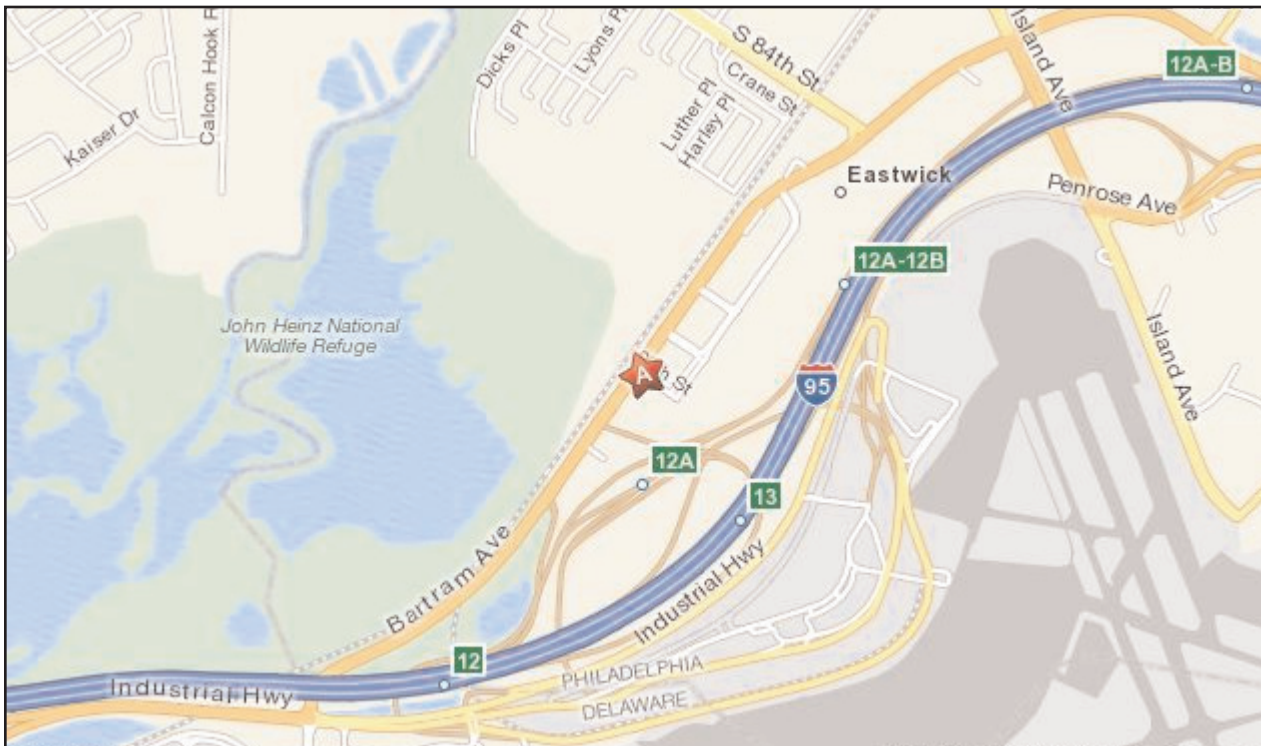 Calcon Hook R
Kaiser Dr
Dicks Pl
Lyons Pl
S 84th St
Crane St
Luther Pl
Harley Pl
Island Ave
12A-B
Eastwick
Penrose Ave
12A-12B
John Heinz National
Wildlife Refuge
Island Ave
A
St
95
12A
13
Bartram Ave
Industrial Hwy
12
PHILADELPHIA
Industrial Hwy
DELAWARE